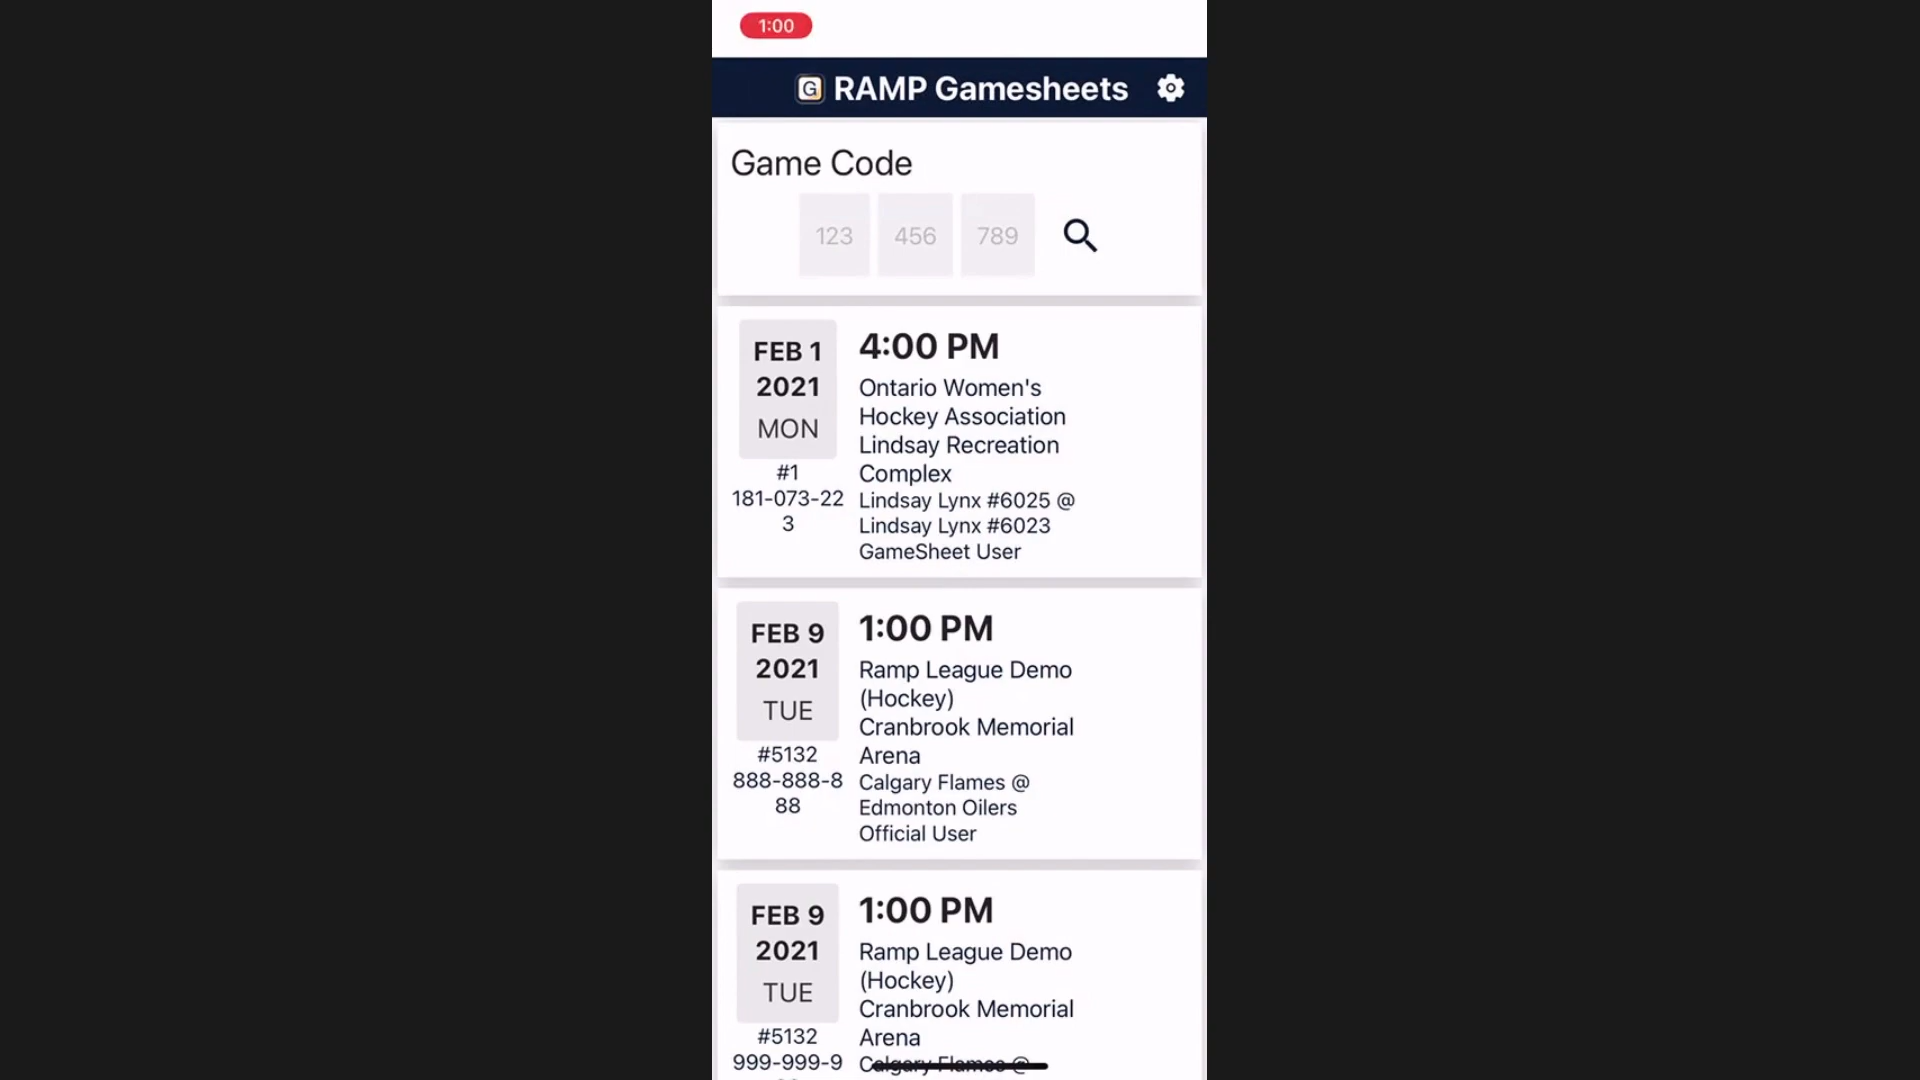 1:00
G RAMP Gamesheets
Game Code
123 456 789
FEB 1
2021
MON
#1
181-073-22
3
4:00 PM
Ontario Women's
Hockey Association
Lindsay Recreation
Complex
Lindsay Lynx #6025 @
Lindsay Lynx #6023
GameSheet User
FEB 9
2021
TUE
#5132
888-888-8
88
1:00 PM
Ramp League Demo
(Hockey)
Cranbrook Memorial
Arena
Calgary Flames @
Edmonton Oilers
Official User
FEB 9
2021
TUE
#5132
999-999-9
1:00 PM
Ramp League Demo
(Hockey)
Cranbrook Memorial
Arena
Calgary Flames @